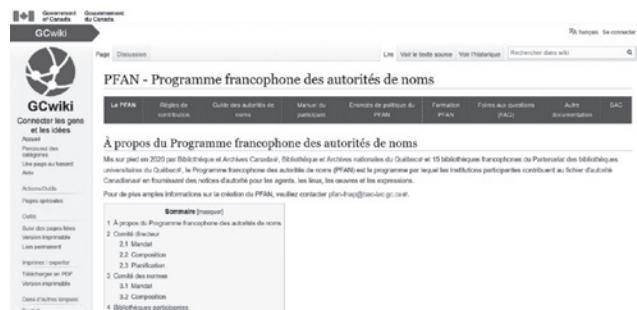 Government of Canada
Gouvernement du Canada
GCwiki
français Se connecter
Page Discussion
Lire Voir le texte source Voir l'historique
Rechercher dans wiki
PFAN - Programme francophone des autorités de noms
GCwiki
Connecter les gens et les idées
Accueil
Parcourez des catégories
Une page au hasard
Aide
Actions/Outils
Pages spéciales
Outils
Suivi des pages liées
Version imprimable
Lien permanent
Imprimer / exporter
Télécharger en PDF
Version imprimable
Dans d'autres langues
Le PFAN
Règles de contribution
Guide des autorités de noms
Manuel du participant
Énoncés de politique du PFAN
Formation PFAN
Foires aux questions (FAQ)
Autre documentation
BAC
À propos du Programme francophone des autorités de noms
Mis sur pied en 2020 par Bibliothèque et Archives Canada, Bibliothèque et Archives nationales du Québec et 15 bibliothèques francophones du Partenariat des bibliothèques
universitaires du Québec, le Programme francophone des autorités de noms (PFAN) est le programme par lequel les institutions participantes contribuent au fichier d'autorité
Canadiana en fournissant des notices d'autorité pour les agents, les lieux, les œuvres et les expressions.
Pour de plus amples informations sur la création du PFAN, veuillez contacter
Sommaire [masquer]
1 À propos du Programme francophone des autorités de noms
2 Comité directeur
2.1 Mandat
2.2 Composition
2.3 Planification
3 Comité des normes
3.1 Mandat
3.2 Composition
4 Bibliothèques participantes